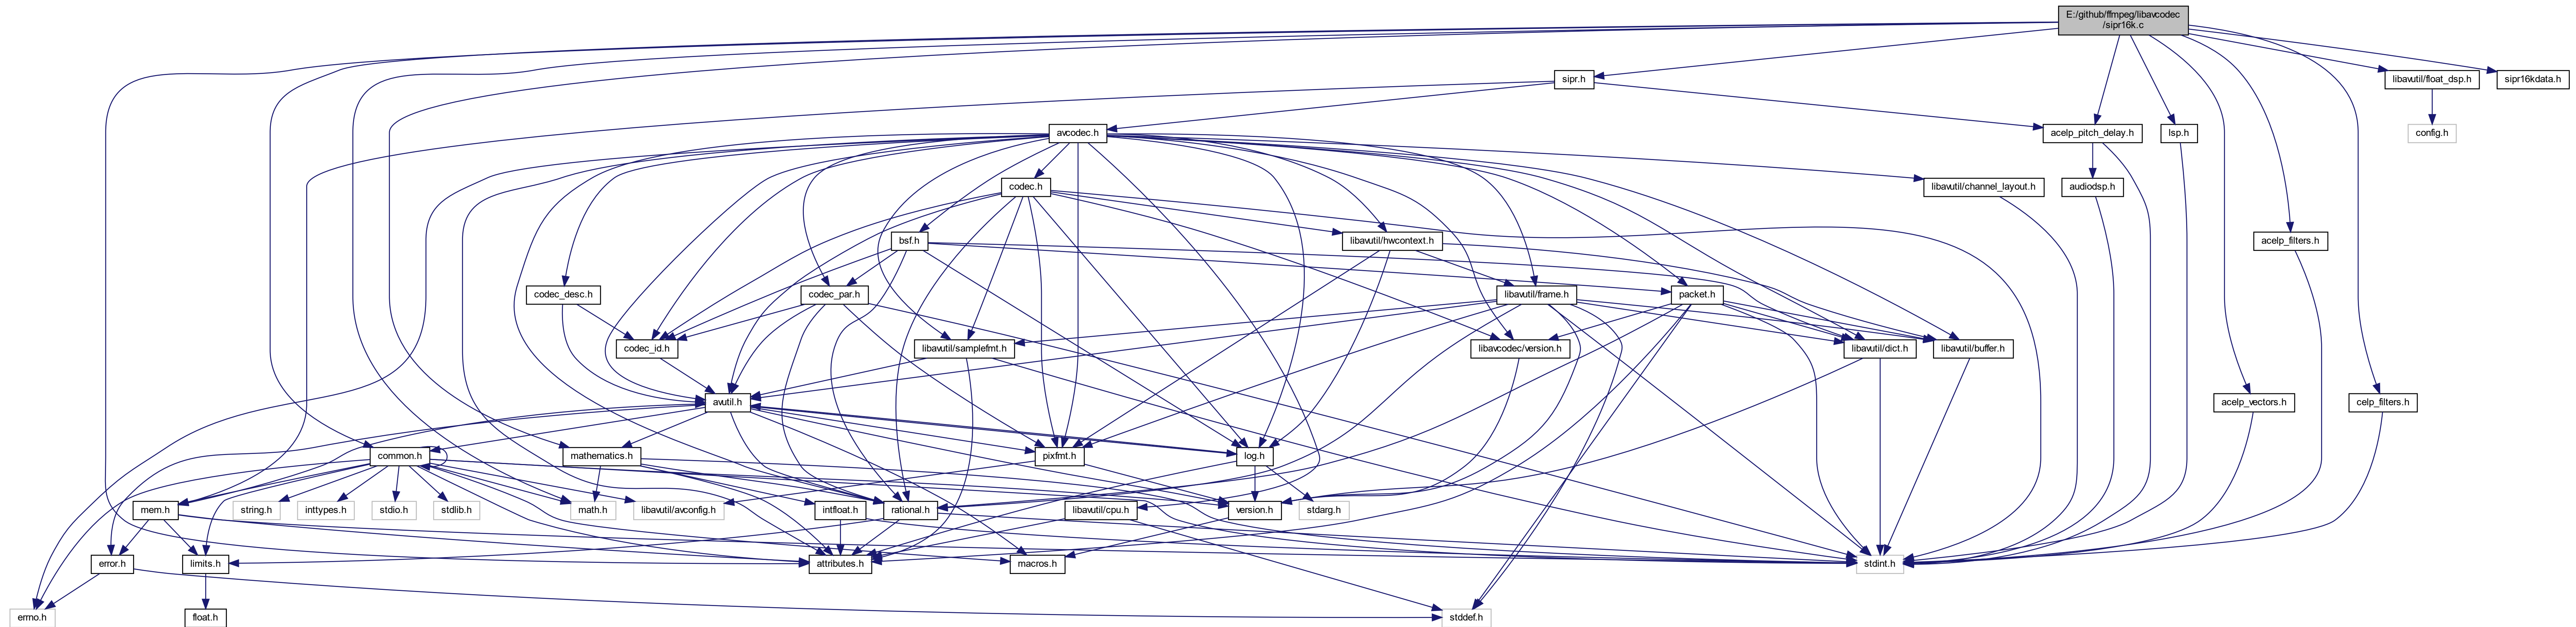 E:/github/ffmpeg/libavcodec
/sipr16k.c
sipr.h
libavutil/float_dsp.h
sipr16kdata.h
avcodec.h
acelp_pitch_delay.h
lsp.h
config.h
codec.h
libavutil/channel_layout.h
audiodsp.h
bsf.h
libavutil/hwcontext.h
acelp_filters.h
codec_desc.h
codec_par.h
libavutil/frame.h
packet.h
codec_id.h
libavutil/samplefmt.h
libavcodec/version.h
libavutil/dict.h
libavutil/buffer.h
avutil.h
acelp_vectors.h
celp_filters.h
common.h
mathematics.h
pixfmt.h
log.h
mem.h
string.h
inttypes.h
stdio.h
stdlib.h
math.h
libavutil/avconfig.h
intfloat.h
rational.h
libavutil/cpu.h
version.h
stdarg.h
error.h
limits.h
attributes.h
macros.h
stdint.h
errno.h
float.h
stddef.h